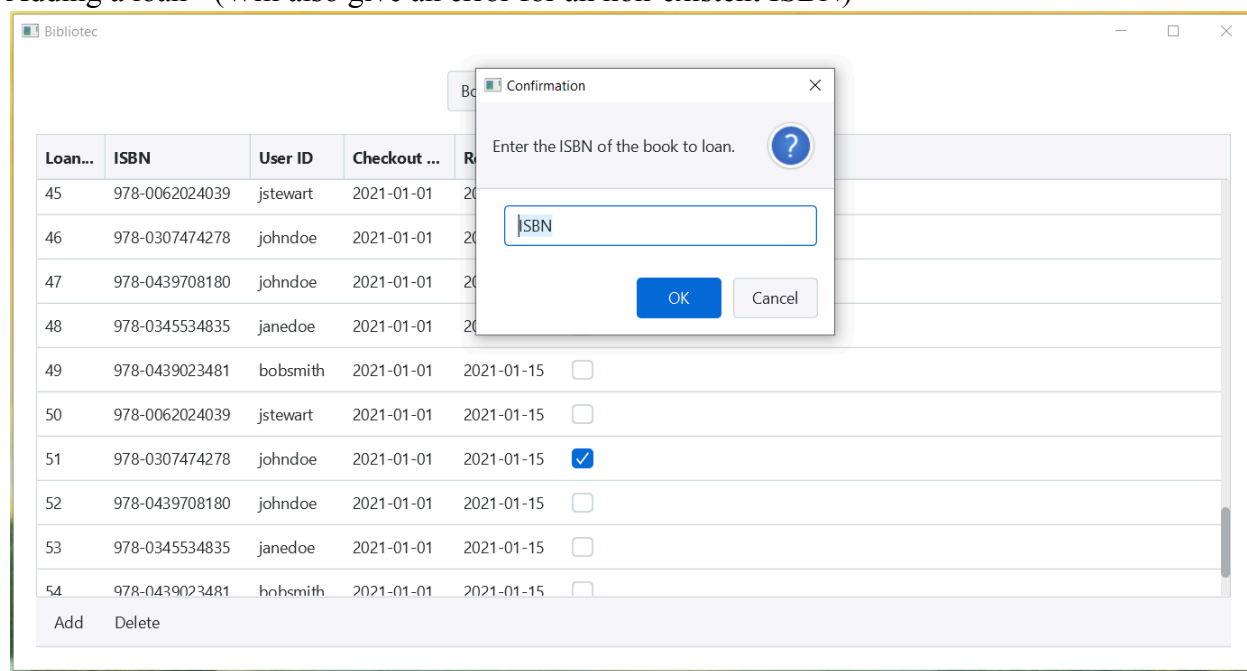 Adding a loan (Will also give an error for an non-existent ISBN)
Bibliotec
Confirmation
Enter the ISBN of the book to loan.
ISBN
OK Cancel
Loan... ISBN User ID Checkout ...
45 978-0062024039 jstewart 2021-01-01 20
46 978-0307474278 johndoe 2021-01-01 20
47 978-0439708180 johndoe 2021-01-01 20
48 978-0345534835 janedoe 2021-01-01 20
49 978-0439023481 bobsmith 2021-01-01 2021-01-15
50 978-0062024039 jstewart 2021-01-01 2021-01-15
51 978-0307474278 johndoe 2021-01-01 2021-01-15
52 978-0439708180 johndoe 2021-01-01 2021-01-15
53 978-0345534835 janedoe 2021-01-01 2021-01-15
54 978-0439023481 bobsmith 2021-01-01 2021-01-15
Add Delete